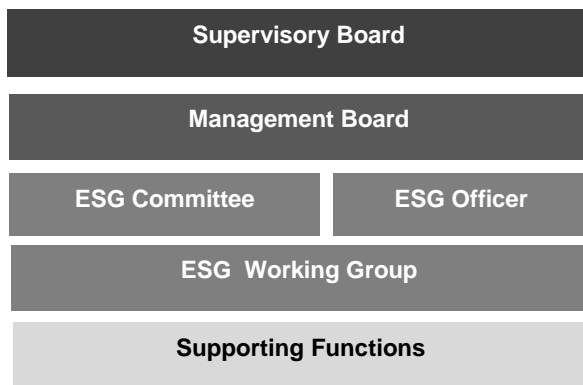 Supervisory Board
Management Board
ESG Committee
ESG Officer
ESG Working Group
Supporting Functions